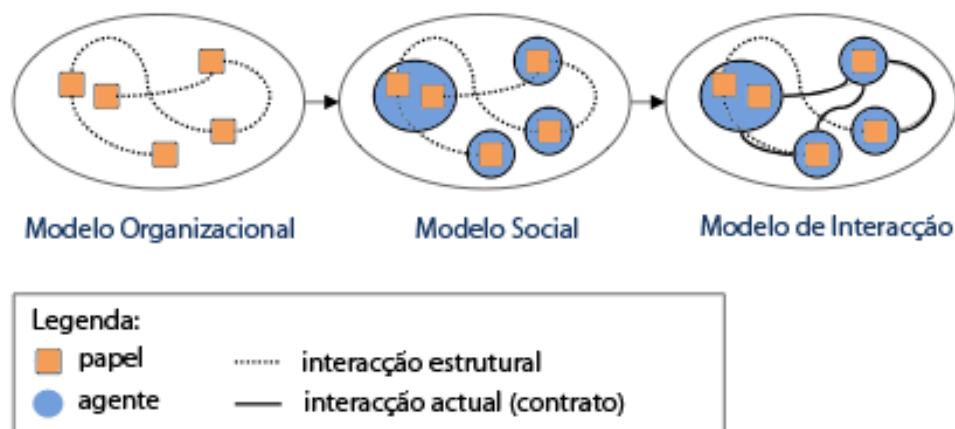 Modelo Organizacional
Modelo Social
Modelo de Interacção
Legenda:
papel
interacção estrutural
agente
interacção actual (contrato)